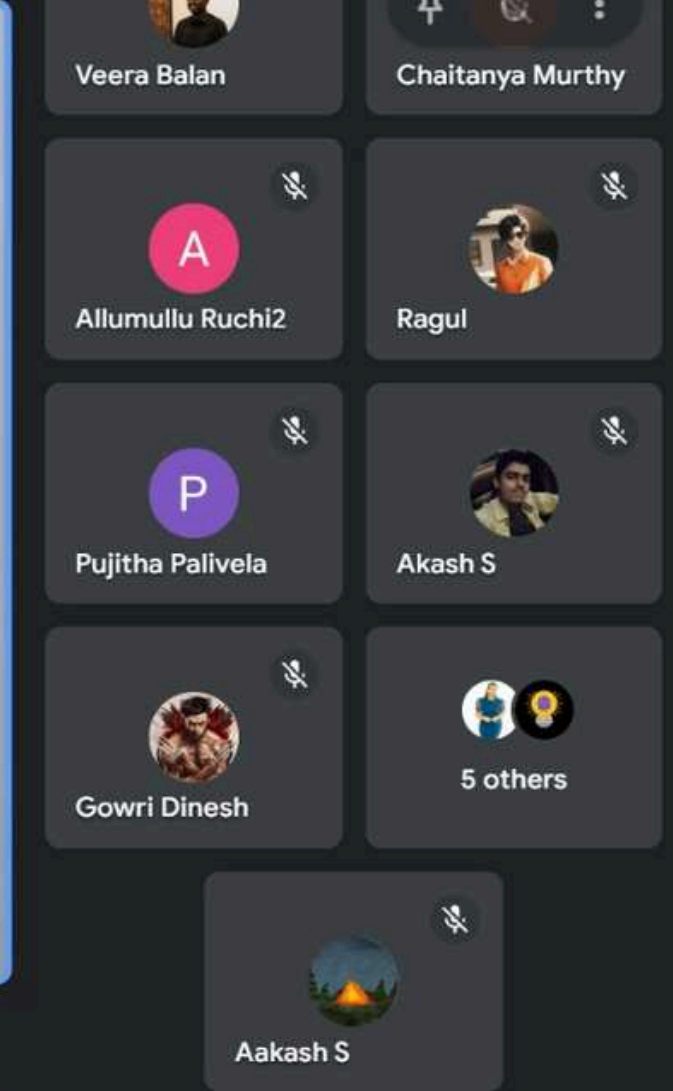 Veera Balan
Chaitanya Murthy
A
Allumullu Ruchi2
Ragul
P
Pujitha Palivela
Akash S
Gowri Dinesh
5 others
Aakash S